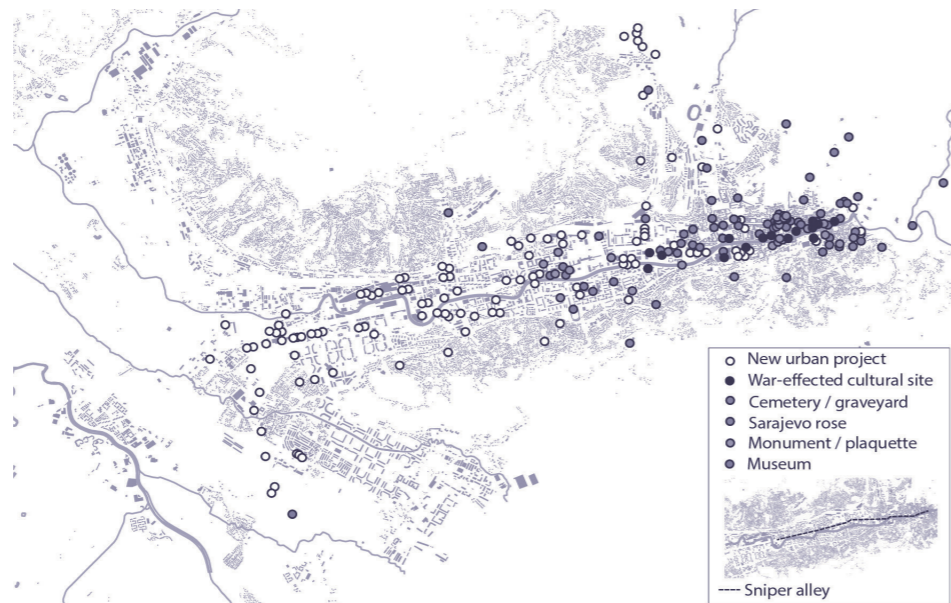 New urban project
War-effected cultural site
Cemetery / graveyard
Sarajevo rose
Monument / plaquette
Museum
Sniper alley